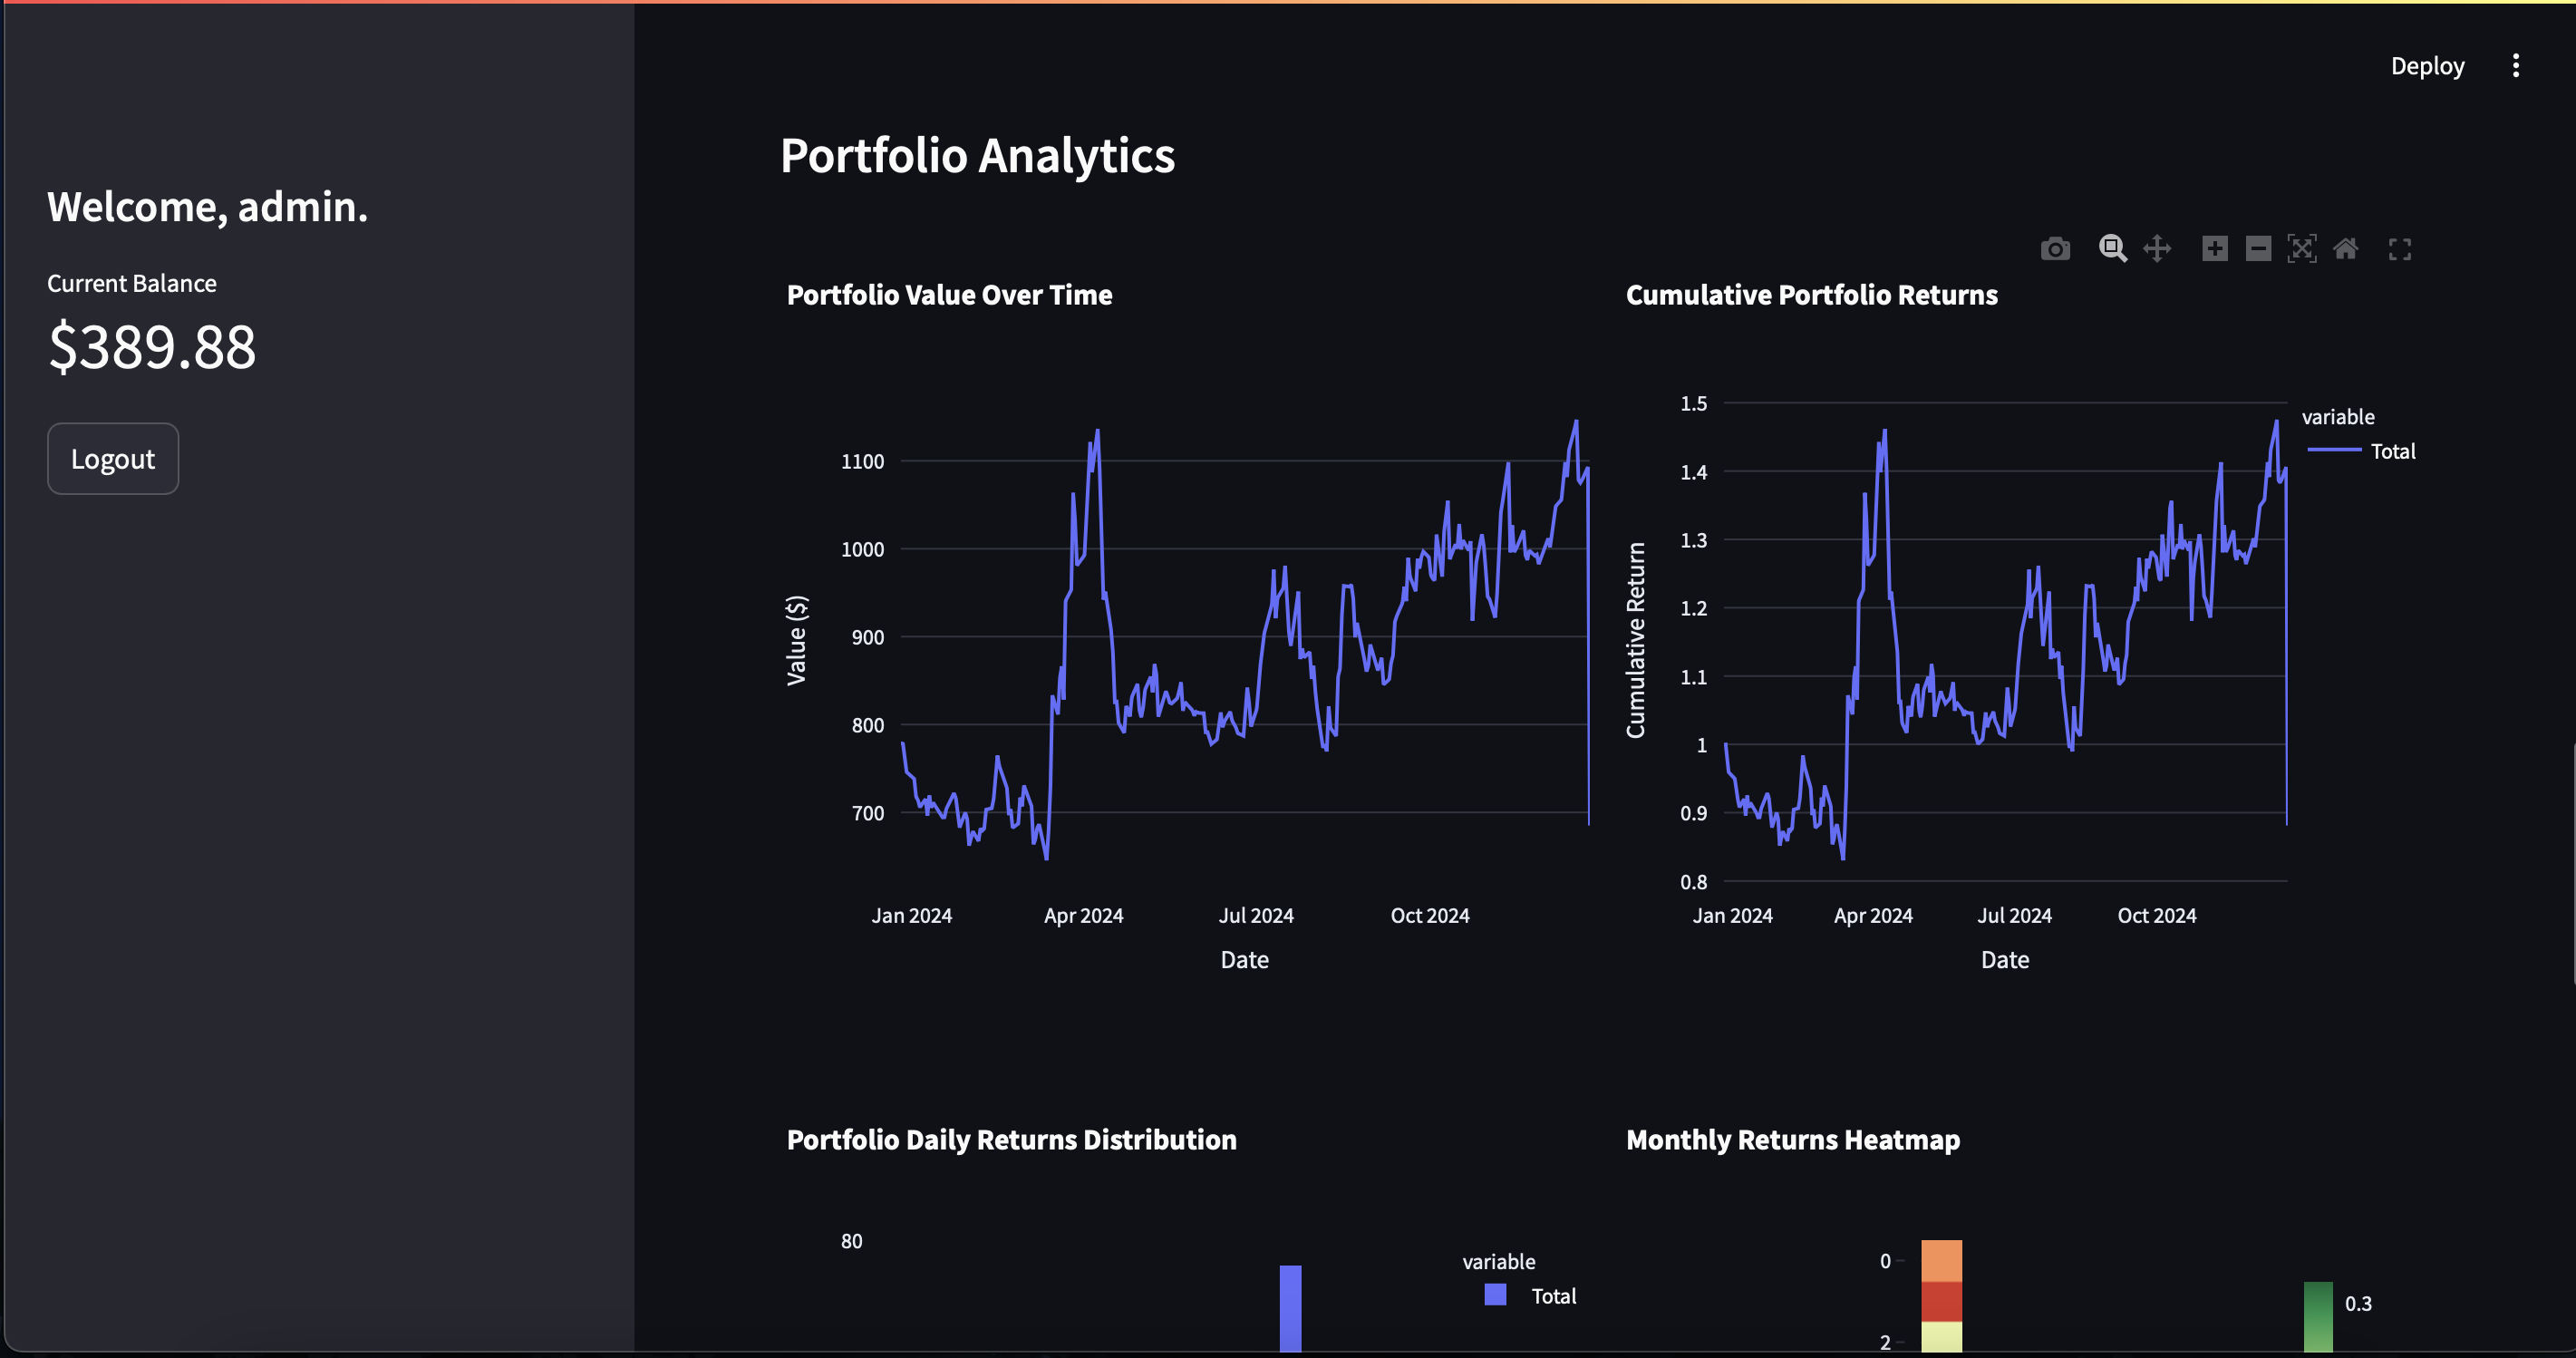 Deploy
Welcome, admin.
Current Balance
$389.88
Logout
Portfolio Analytics
Portfolio Value Over Time
1100
1000
900
800
700
Value ($)
Jan 2024
Apr 2024
Jul 2024
Oct 2024
Date
Cumulative Portfolio Returns
1.5
1.4
1.3
1.2
1.1
1
0.9
0.8
Cumulative Return
Jan 2024
Apr 2024
Jul 2024
Oct 2024
Date
variable
Total
Portfolio Daily Returns Distribution
80
variable
Total
Monthly Returns Heatmap
0
2
0.3